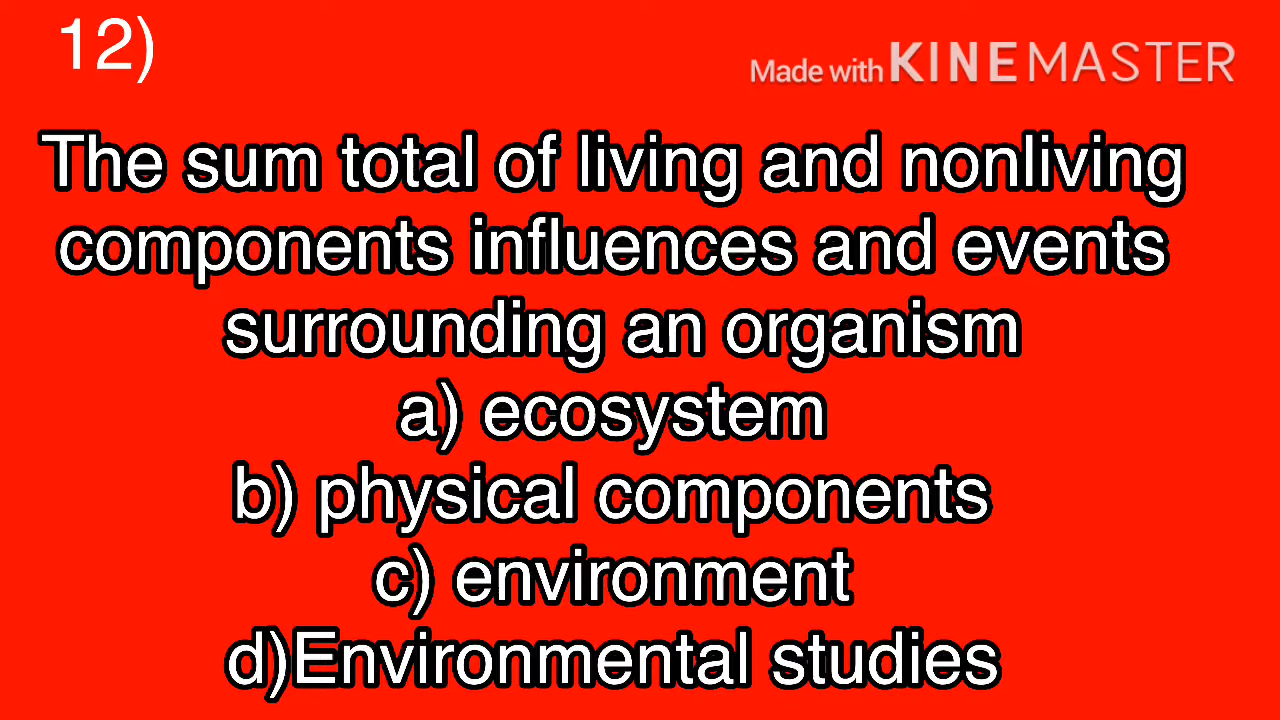 12)
Made with KINEMASTER
The sum total of living and nonliving
components influences and events
surrounding an organism
a) ecosystem
b) physical components
c) environment
d)Environmental studies